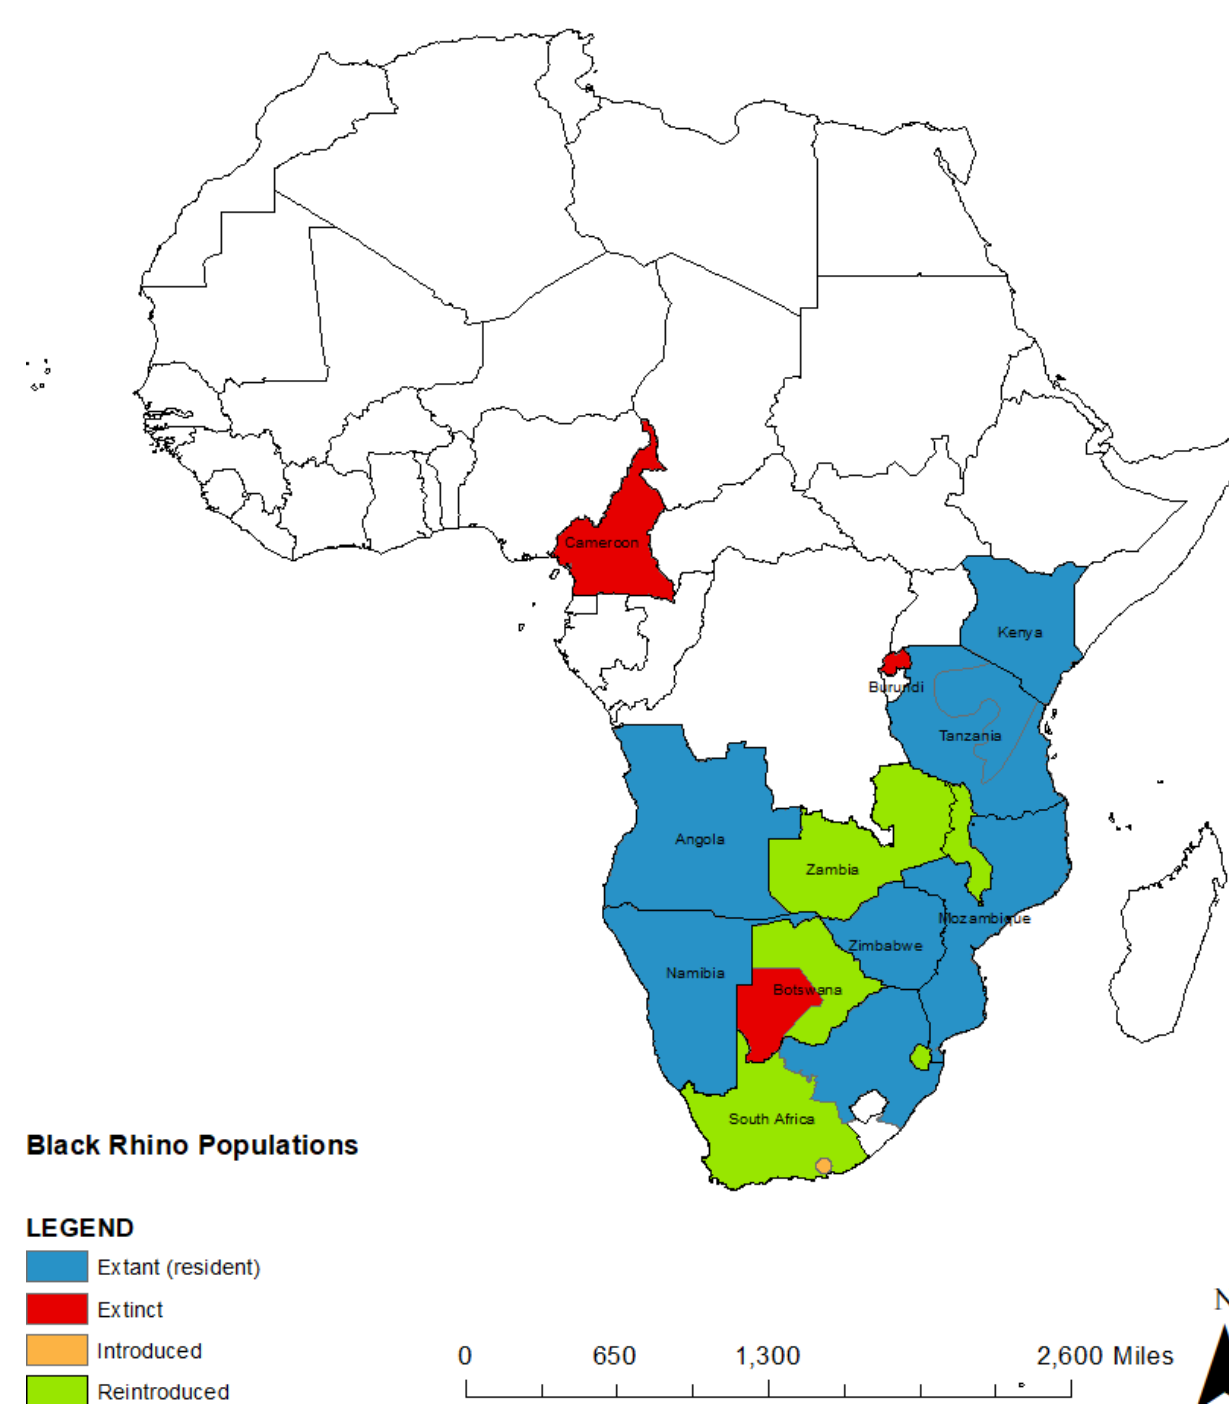 Cameroon
Kenya
Burundi
Tanzania
Angola
Zambia
Mozambique
Zimbabwe
Namibia
Botswana
South Africa
Black Rhino Populations
LEGEND
Extant (resident)
Extinct
Introduced
Reintroduced
0 650 1,300 2,600 Miles
N